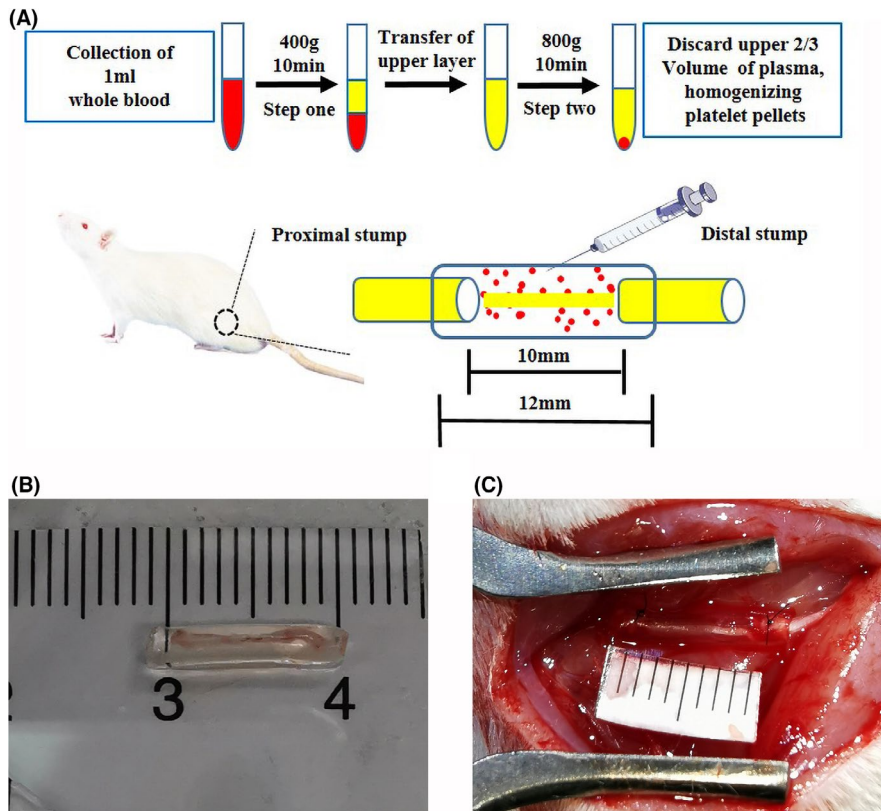 (A)
Collection of
1ml
whole blood
400g
10min
Step one
Transfer of
upper layer
800g
10min
Step two
Discard upper 2/3
Volume of plasma,
homogenizing
platelet pellets
Proximal stump
Distal stump
10mm
12mm
(B)
(C)
3
4